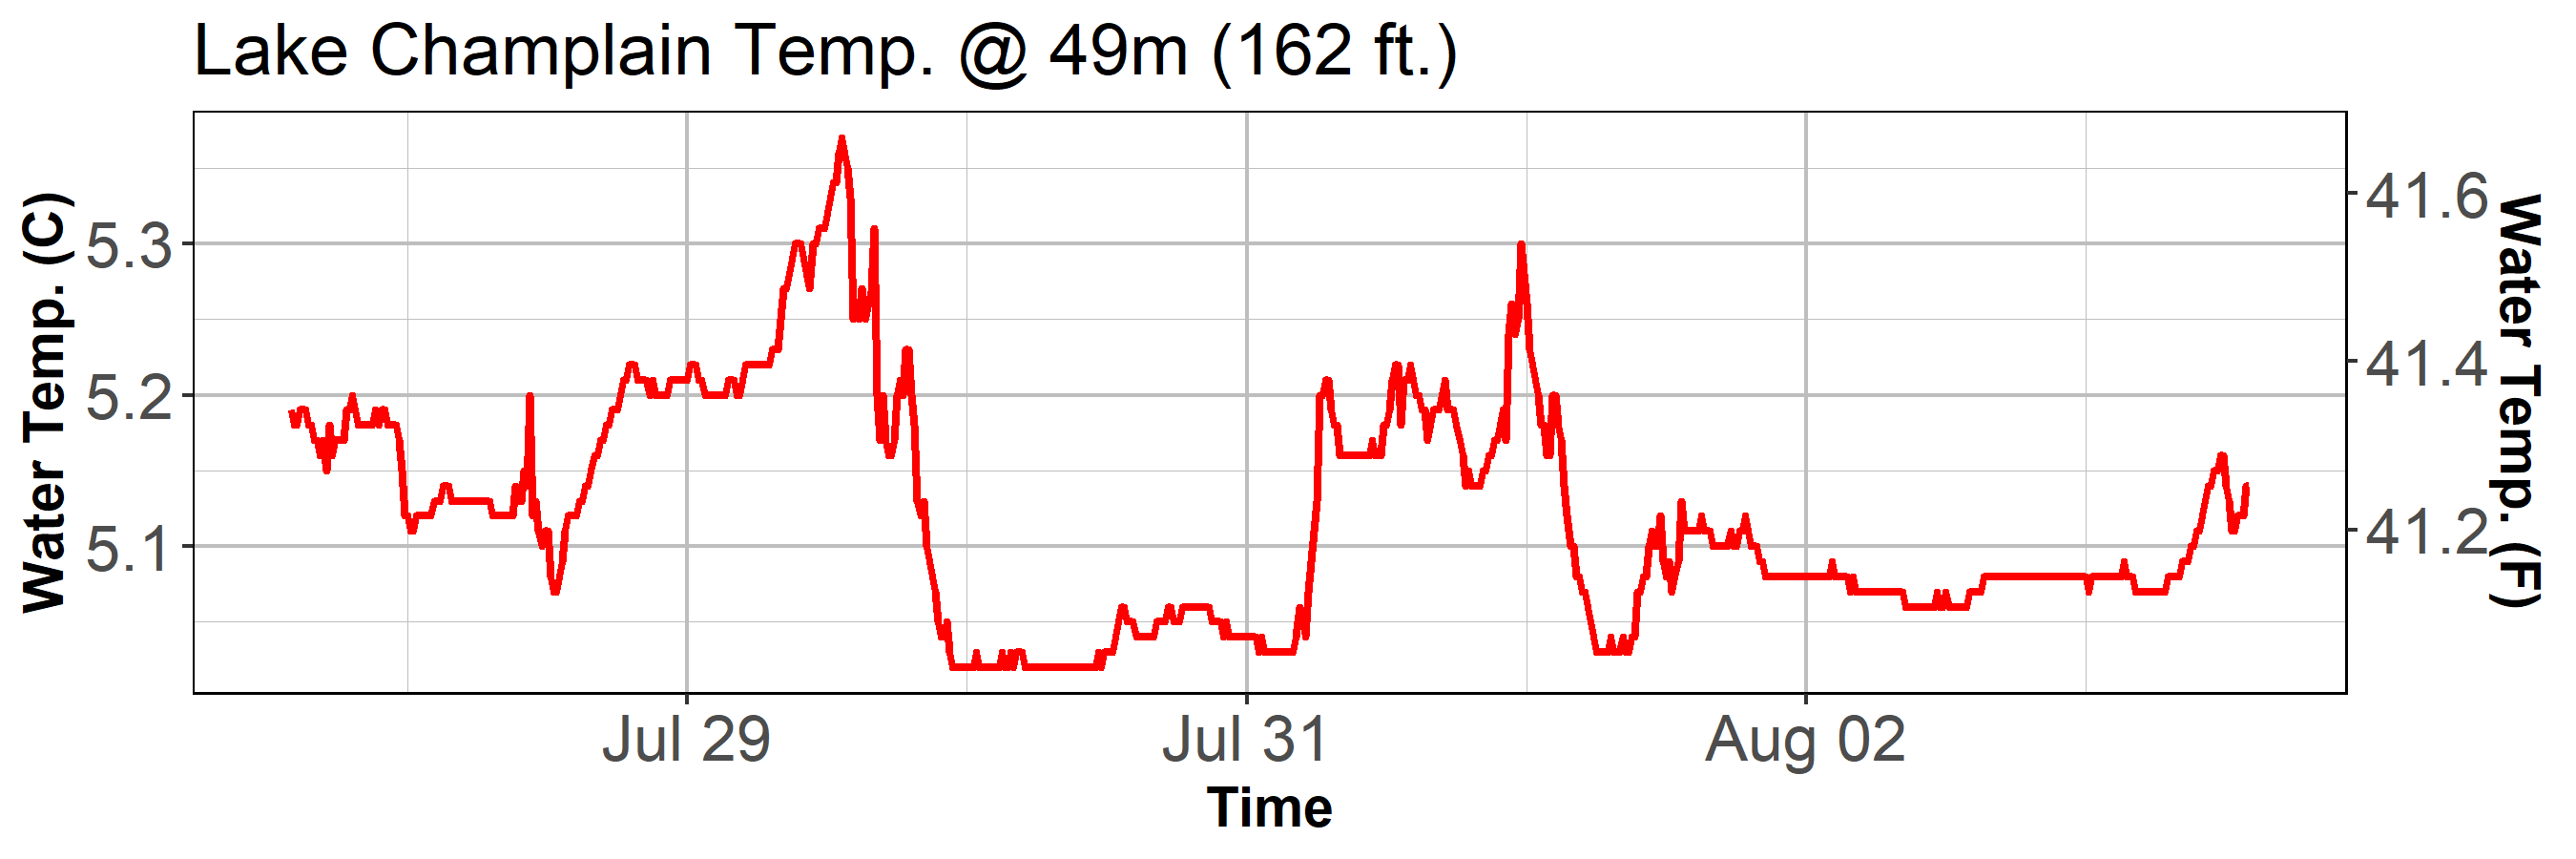 Lake Champlain Temp. @ 49m (162 ft.)
Water Temp. (C)
5.3
5.2
5.1
41.6
41.4
41.2
Water Temp. (F)
Jul 29 Jul 31 Aug 02
Time